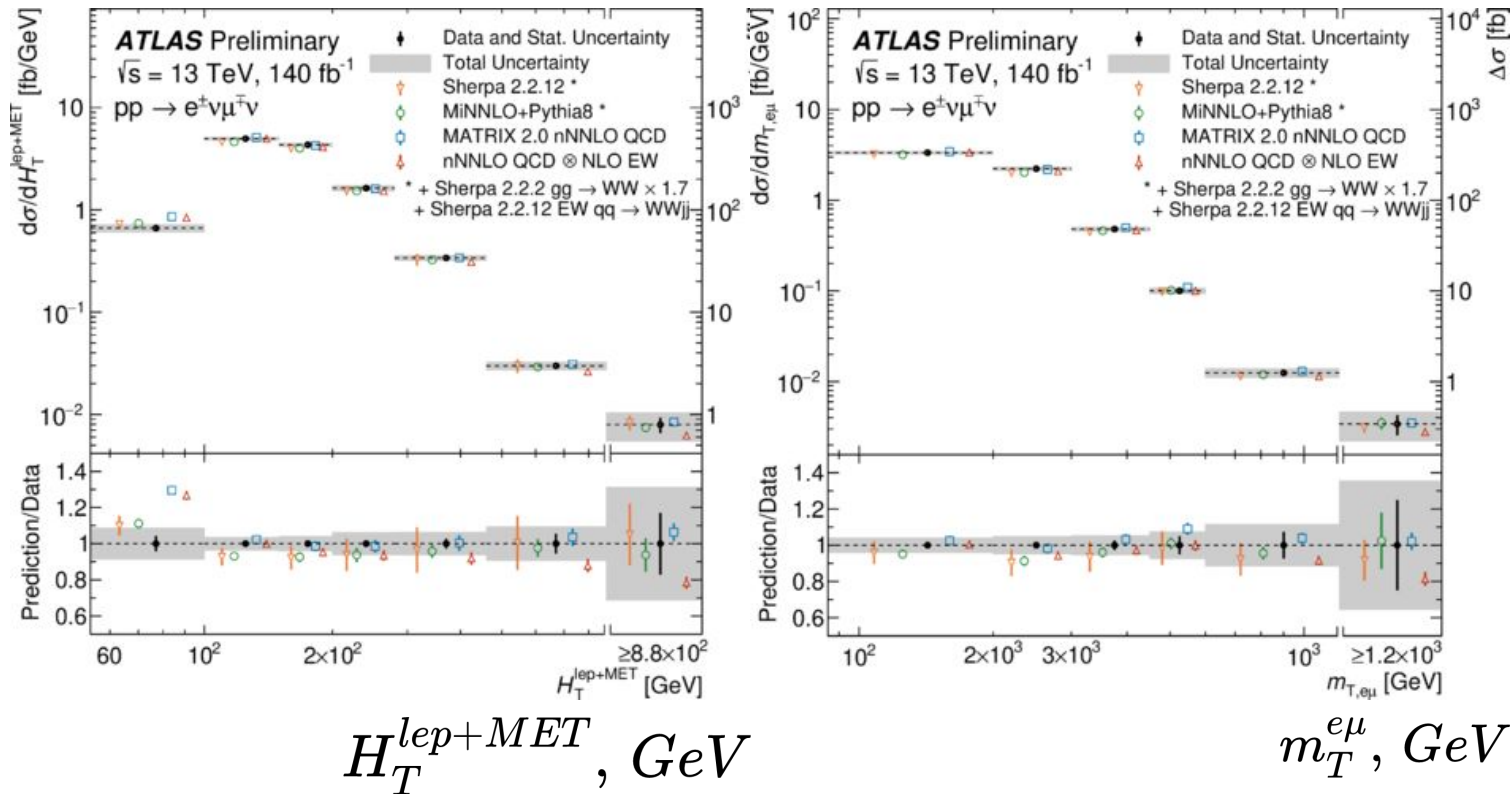 ATLAS Preliminary
√s = 13 TeV, 140 fb⁻¹
pp → e±νμ∓ν
Data and Stat. Uncertainty
Total Uncertainty
Sherpa 2.2.12 *
MiNNLO+Pythia8 *
MATRIX 2.0 nNNLO QCD
nNNLO QCD ⊗ NLO EW
* + Sherpa 2.2.2 gg → WW × 1.7
+ Sherpa 2.2.12 EW qq → WWjj
dσ/dH_T^{lep+MET} [fb/GeV]
10
1
10⁻¹
10⁻²
10³
10²
10
1
Prediction/Data
1.4
1.2
1
0.8
0.6
60
10²
2×10²
≥8.8×10²
H_T^{lep+MET} [GeV]
ATLAS Preliminary
√s = 13 TeV, 140 fb⁻¹
pp → e±νμ∓ν
Data and Stat. Uncertainty
Total Uncertainty
Sherpa 2.2.12 *
MiNNLO+Pythia8 *
MATRIX 2.0 nNNLO QCD
nNNLO QCD ⊗ NLO EW
* + Sherpa 2.2.2 gg → WW × 1.7
+ Sherpa 2.2.12 EW qq → WWjj
dσ/dm_{T,eμ} [fb/GeV]
10²
10
1
10⁻¹
10⁻²
Δσ [fb]
10⁴
10³
10²
10
1
Prediction/Data
1.4
1.2
1
0.8
0.6
10²
2×10³
3×10³
10³
≥1.2×10³
m_{T,eμ} [GeV]
H_T^{lep+MET}, GeV
m_T^{eμ}, GeV